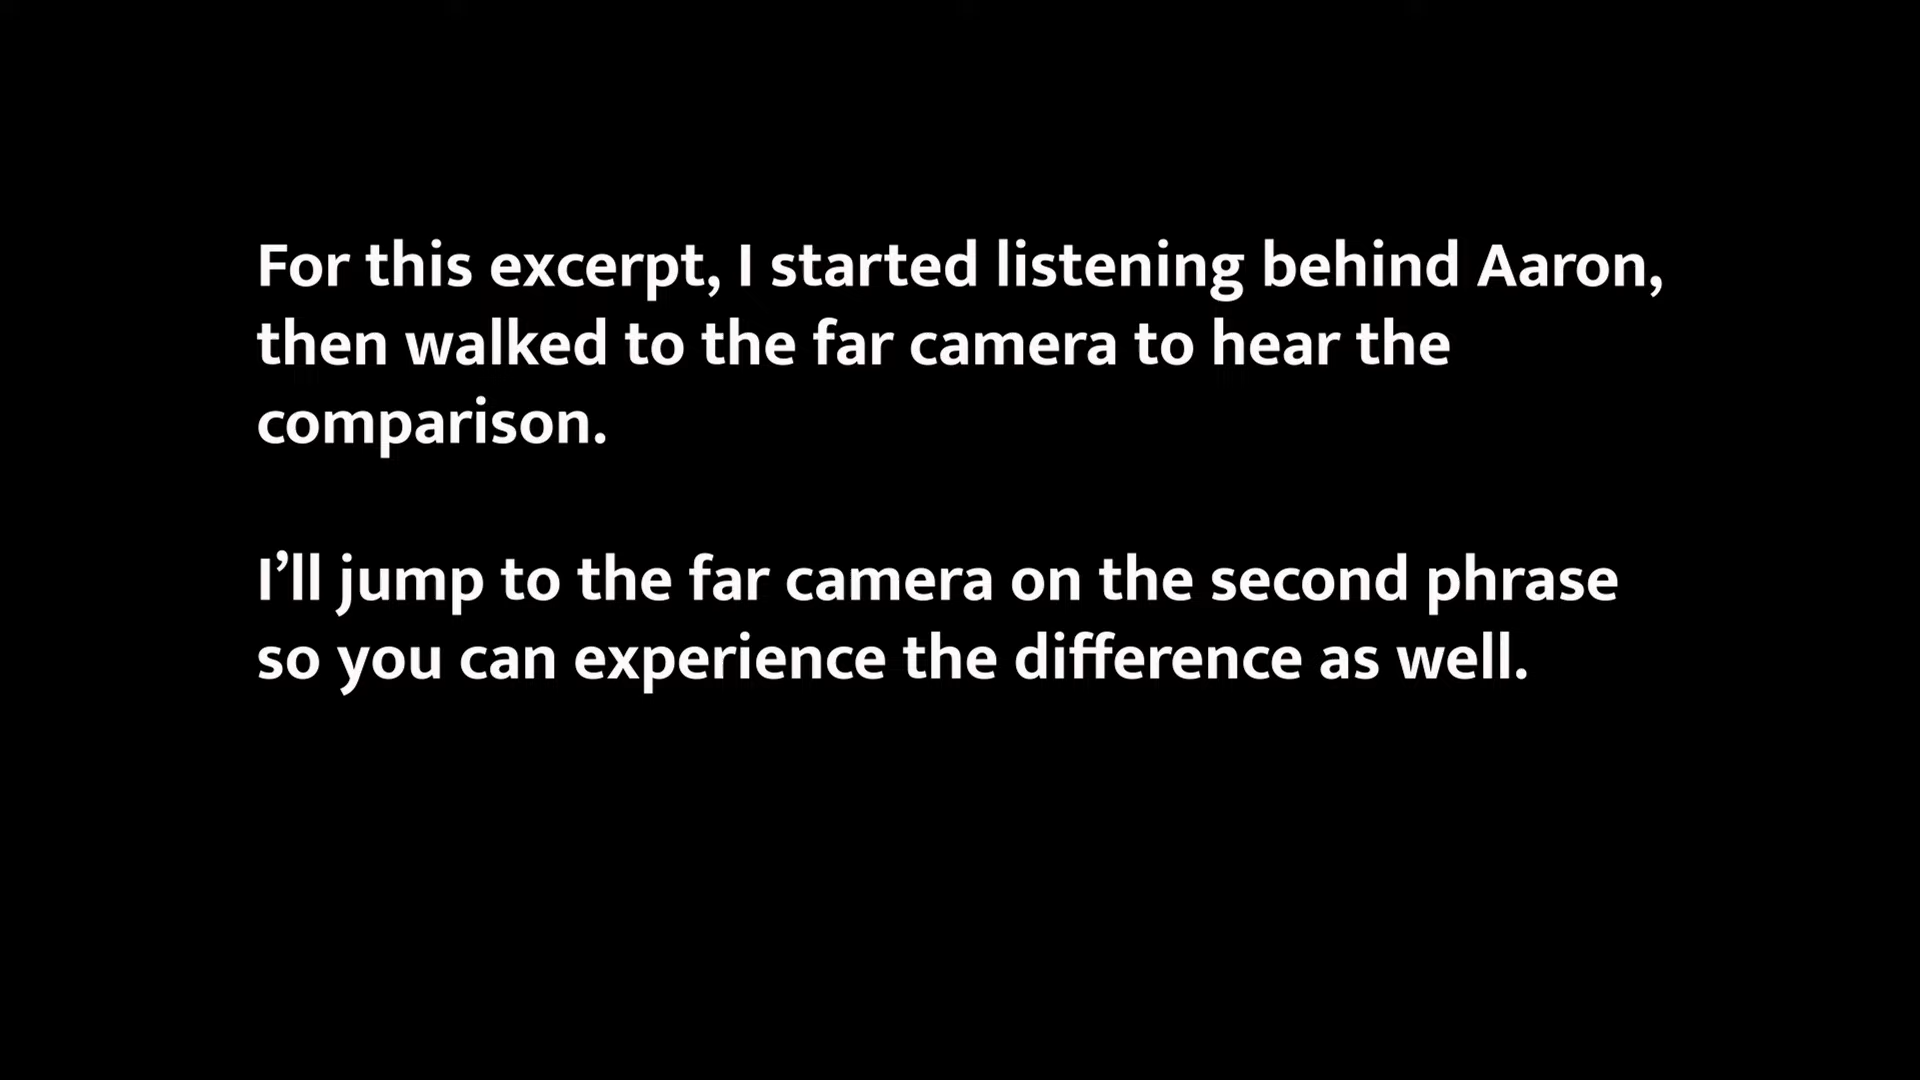 For this excerpt, I started listening behind Aaron,
then walked to the far camera to hear the
comparison.
I’ll jump to the far camera on the second phrase
so you can experience the difference as well.